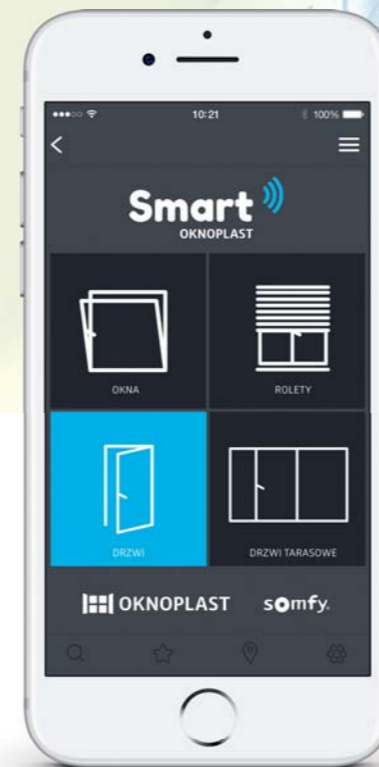 10:21
100%
Smart
OKNOPLAST
OKNA
ROLETY
DRZWI
DRZWI TARASOWE
OKNOPLAST
somfy.